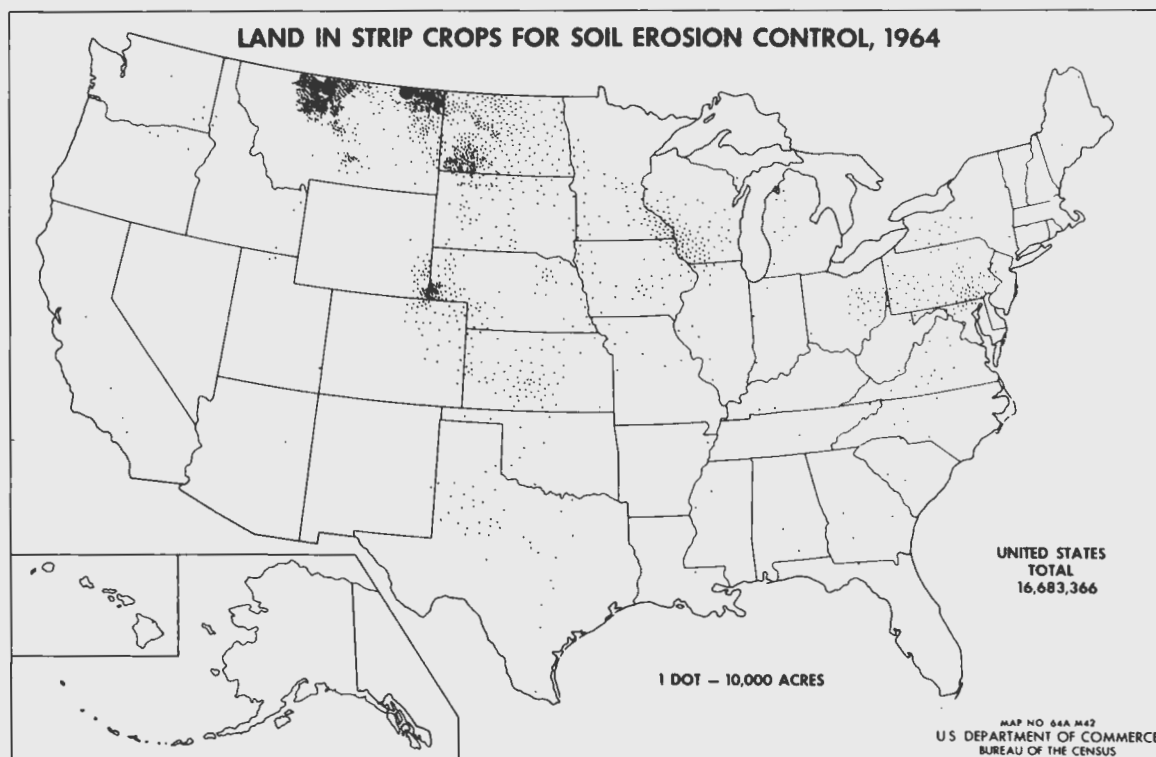 LAND IN STRIP CROPS FOR SOIL EROSION CONTROL, 1964
UNITED STATES
TOTAL
16,683,366
1 DOT – 10,000 ACRES
MAP NO 64A M42
U S DEPARTMENT OF COMMERCE
BUREAU OF THE CENSUS